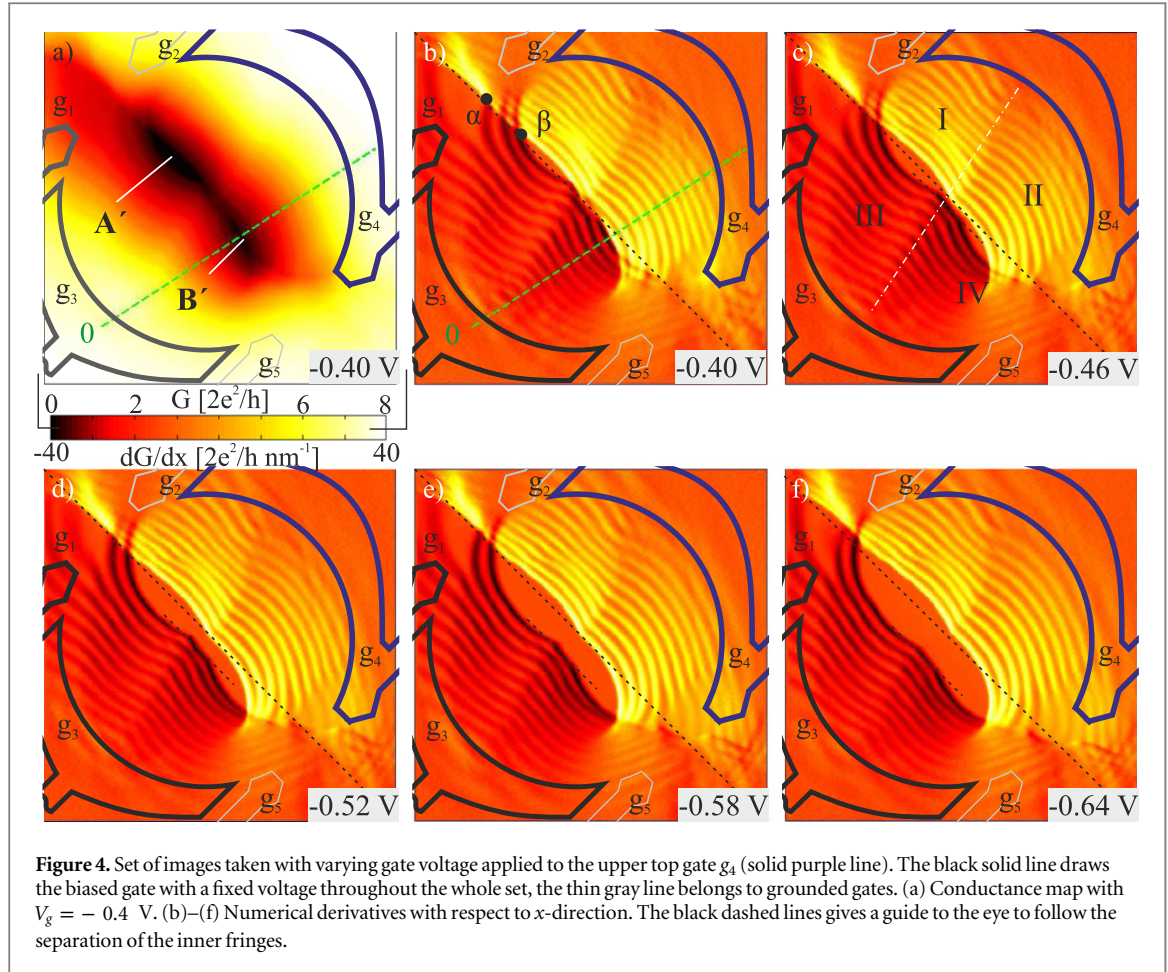 a)
g₂
g₁
g₄
A´
B´
g₃
0
g₅
-0.40 V
b)
g₂
α
β
g₁
g₄
g₃
0
g₅
-0.40 V
c)
g₂
g₁
I
II
III
g₄
IV
g₃
g₅
-0.46 V
0 2 G [2e²/h] 6 8
-40 dG/dx [2e²/h nm⁻¹] 40
d)
g₂
g₁
g₄
g₃
g₅
-0.52 V
e)
g₂
g₁
g₄
g₃
g₅
-0.58 V
f)
g₂
g₁
g₄
g₃
g₅
-0.64 V
Figure 4. Set of images taken with varying gate voltage applied to the upper top gate g₄ (solid purple line). The black solid line draws
the biased gate with a fixed voltage throughout the whole set, the thin gray line belongs to grounded gates. (a) Conductance map with
V_g = − 0.4 V. (b)–(f) Numerical derivatives with respect to x-direction. The black dashed lines gives a guide to the eye to follow the
separation of the inner fringes.